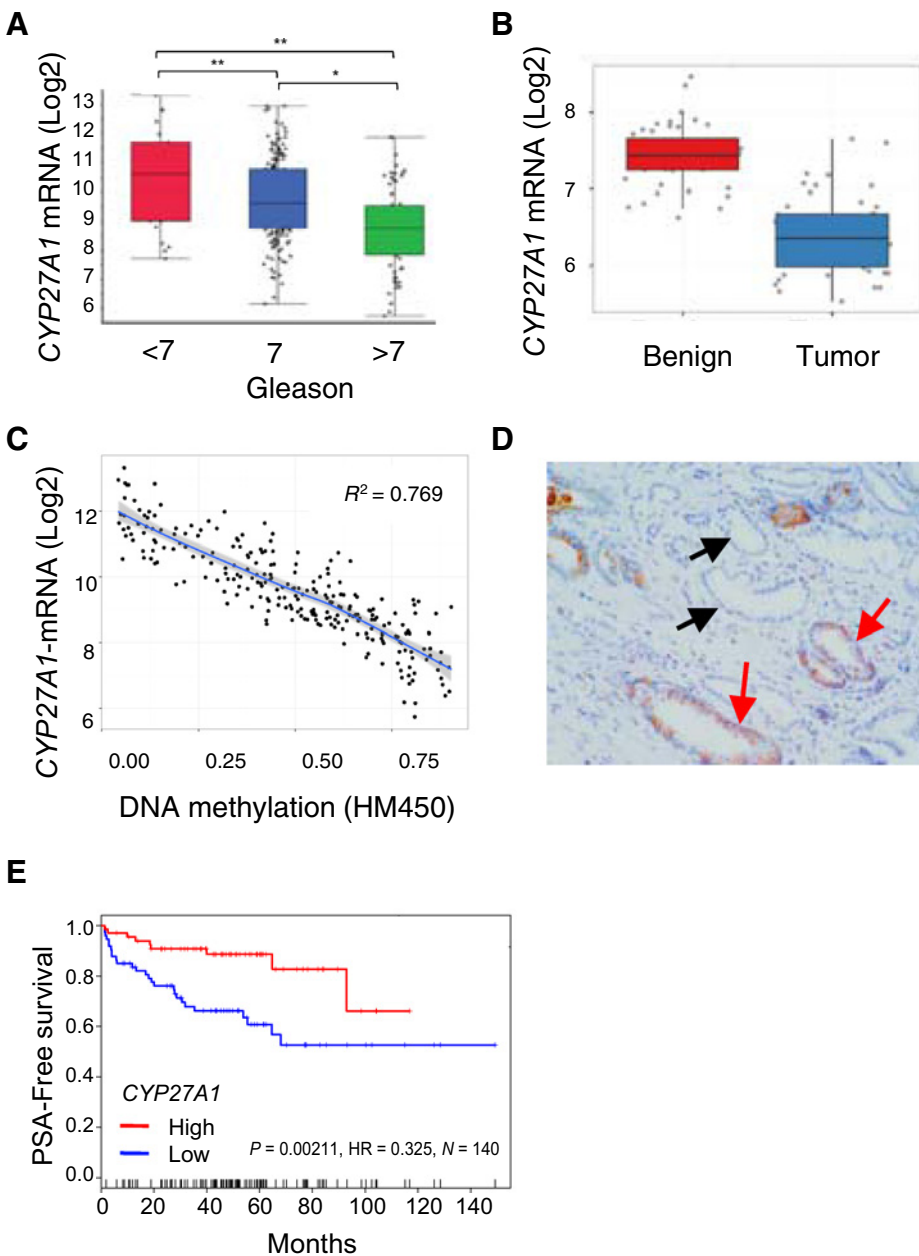 A
CYP27A1 mRNA (Log2)
**
**
*
13
12
11
10
9
8
7
6
<7
7
>7
Gleason
B
CYP27A1 mRNA (Log2)
8
7
6
Benign
Tumor
C
CYP27A1-mRNA (Log2)
R² = 0.769
12
10
8
6
0.00
0.25
0.50
0.75
DNA methylation (HM450)
D
E
PSA-Free survival
1.0
0.8
0.6
0.4
0.2
0.0
CYP27A1
High
Low
P = 0.00211, HR = 0.325, N = 140
0
20
40
60
80
100
120
140
Months